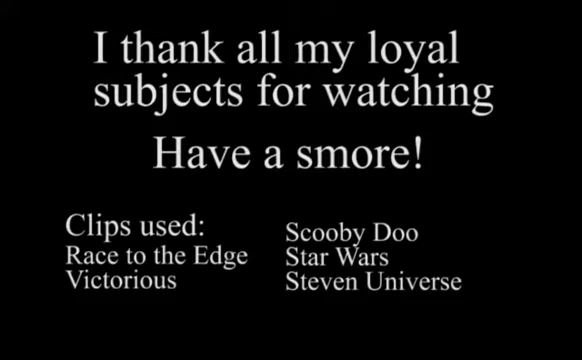 I thank all my loyal
subjects for watching
Have a smore!
Clips used:
Race to the Edge
Victorious
Scooby Doo
Star Wars
Steven Universe